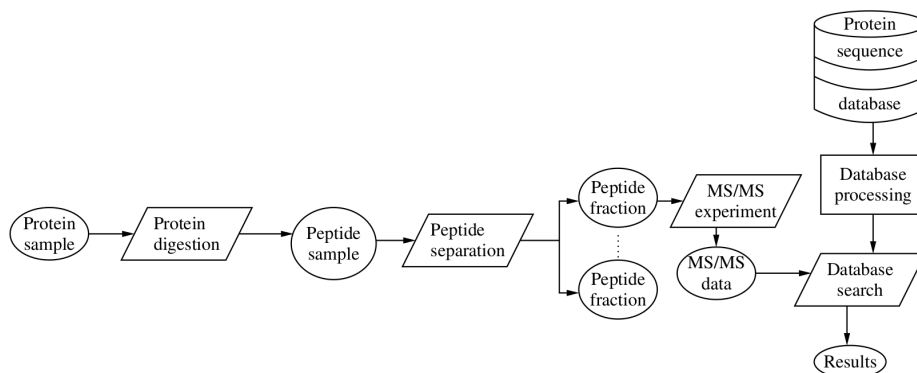 Protein
sample
Protein
digestion
Peptide
sample
Peptide
separation
Peptide
fraction
Peptide
fraction
MS/MS
experiment
MS/MS
data
Protein
sequence
database
Database
processing
Database
search
Results